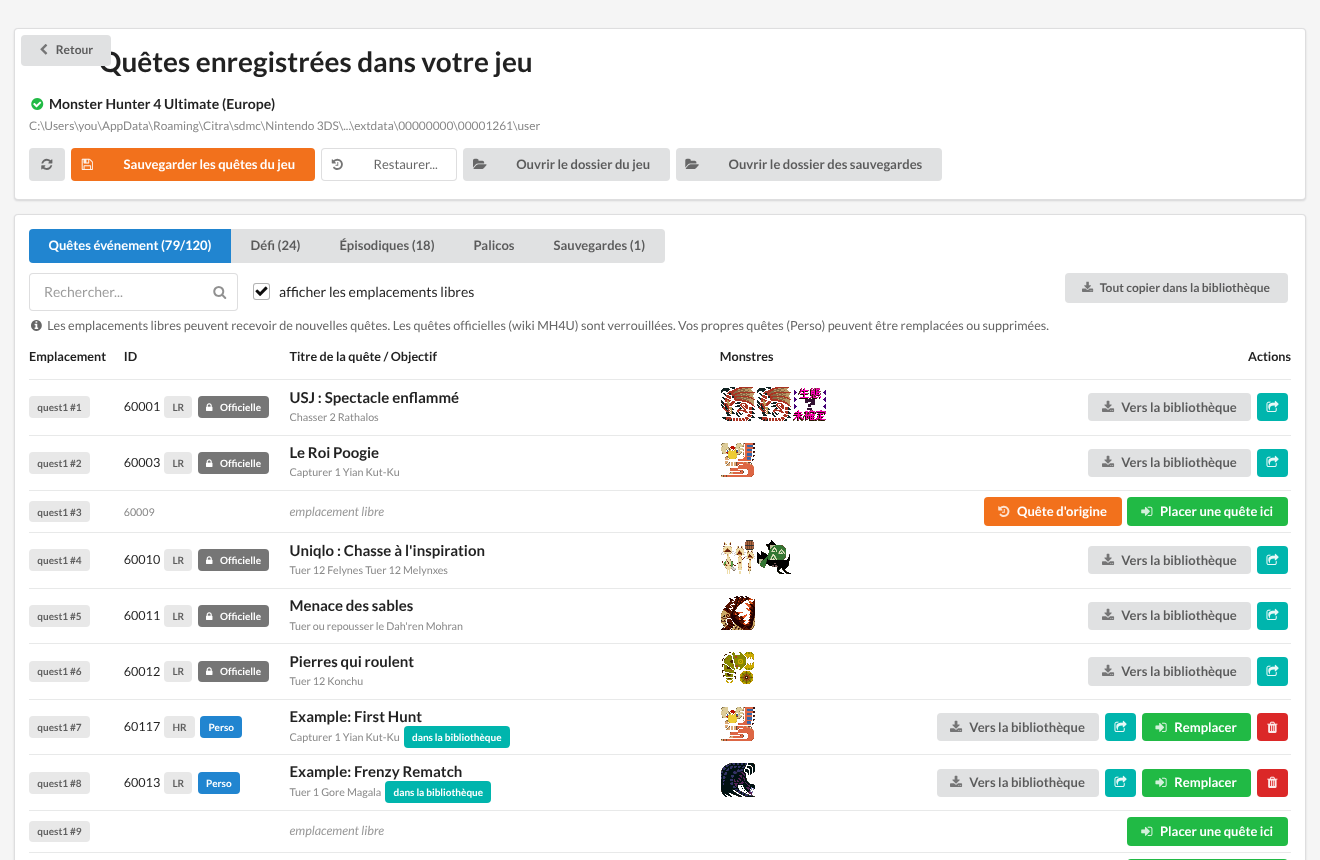 Retour
Quêtes enregistrées dans votre jeu
Monster Hunter 4 Ultimate (Europe)
C:\Users\you\AppData\Roaming\Citra\sdmc\Nintendo 3DS\...\extdata\00000000\00001261\user
Sauvegarder les quêtes du jeu Restaurer... Ouvrir le dossier du jeu Ouvrir le dossier des sauvegardes
Quêtes événement (79/120) Défi (24) Épisodiques (18) Palicos Sauvegardes (1)
Rechercher... afficher les emplacements libres Tout copier dans la bibliothèque
Les emplacements libres peuvent recevoir de nouvelles quêtes. Les quêtes officielles (wiki MH4U) sont verrouillées. Vos propres quêtes (Perso) peuvent être remplacées ou supprimées.
Emplacement ID Titre de la quête / Objectif Monstres Actions
quest1 #1 60001 LR Officielle USJ : Spectacle enflammé Vers la bibliothèque
Chasser 2 Rathalos
生態
未確定
quest1 #2 60003 LR Officielle Le Roi Poogie Vers la bibliothèque
Capturer 1 Yian Kut-Ku
quest1 #3 60009 emplacement libre Quête d'origine Placer une quête ici
quest1 #4 60010 LR Officielle Uniqlo : Chasse à l'inspiration Vers la bibliothèque
Tuer 12 Felynes Tuer 12 Melynxes
quest1 #5 60011 LR Officielle Menace des sables Vers la bibliothèque
Tuer ou repousser le Dah'ren Mohran
quest1 #6 60012 LR Officielle Pierres qui roulent Vers la bibliothèque
Tuer 12 Konchu
quest1 #7 60117 HR Perso Example: First Hunt Vers la bibliothèque Remplacer
Capturer 1 Yian Kut-Ku dans la bibliothèque
quest1 #8 60013 LR Perso Example: Frenzy Rematch Vers la bibliothèque Remplacer
Tuer 1 Gore Magala dans la bibliothèque
quest1 #9 emplacement libre Placer une quête ici